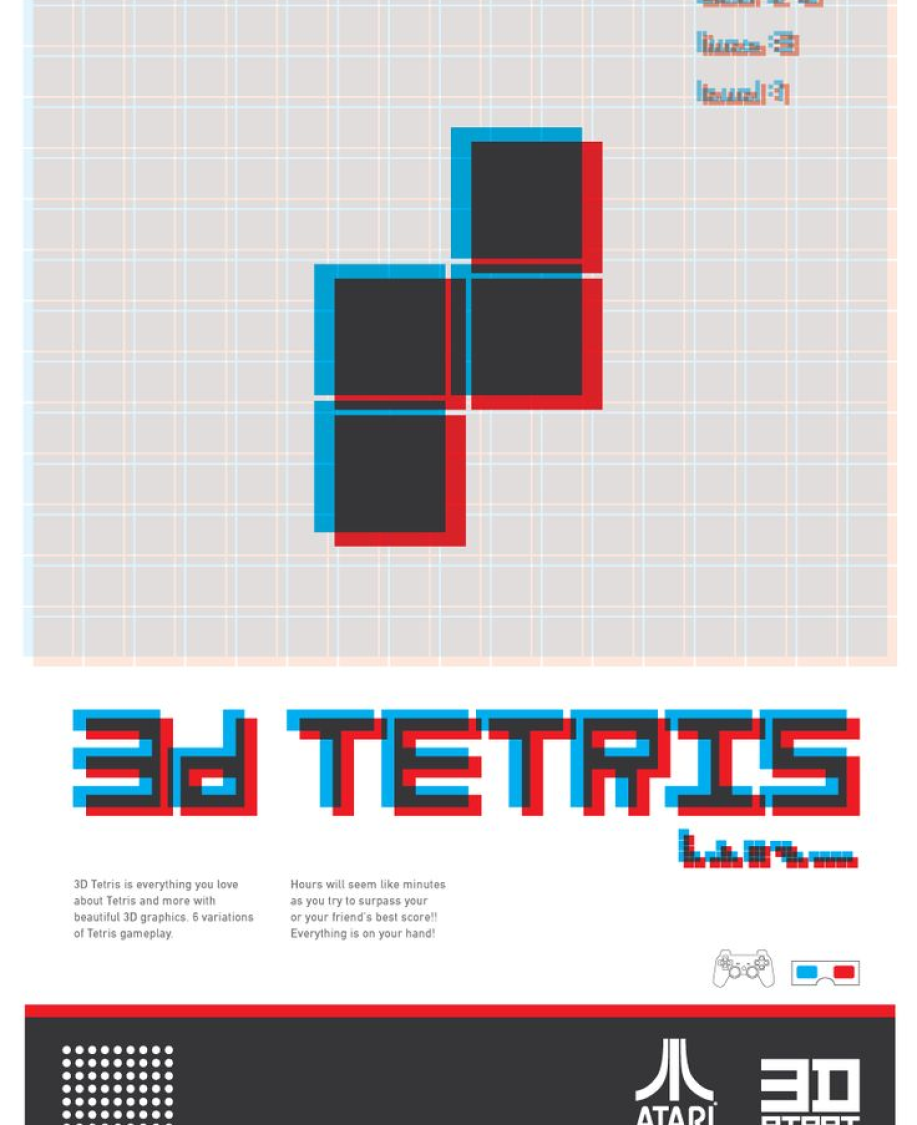 level :
3d TETRIS
3D Tetris is everything you love
about Tetris and more with
beautiful 3D graphics. 6 variations
of Tetris gameplay.
Hours will seem like minutes
as you try to surpass your
or your friend's best score!!
Everything is on your hand!
ATARI
3D